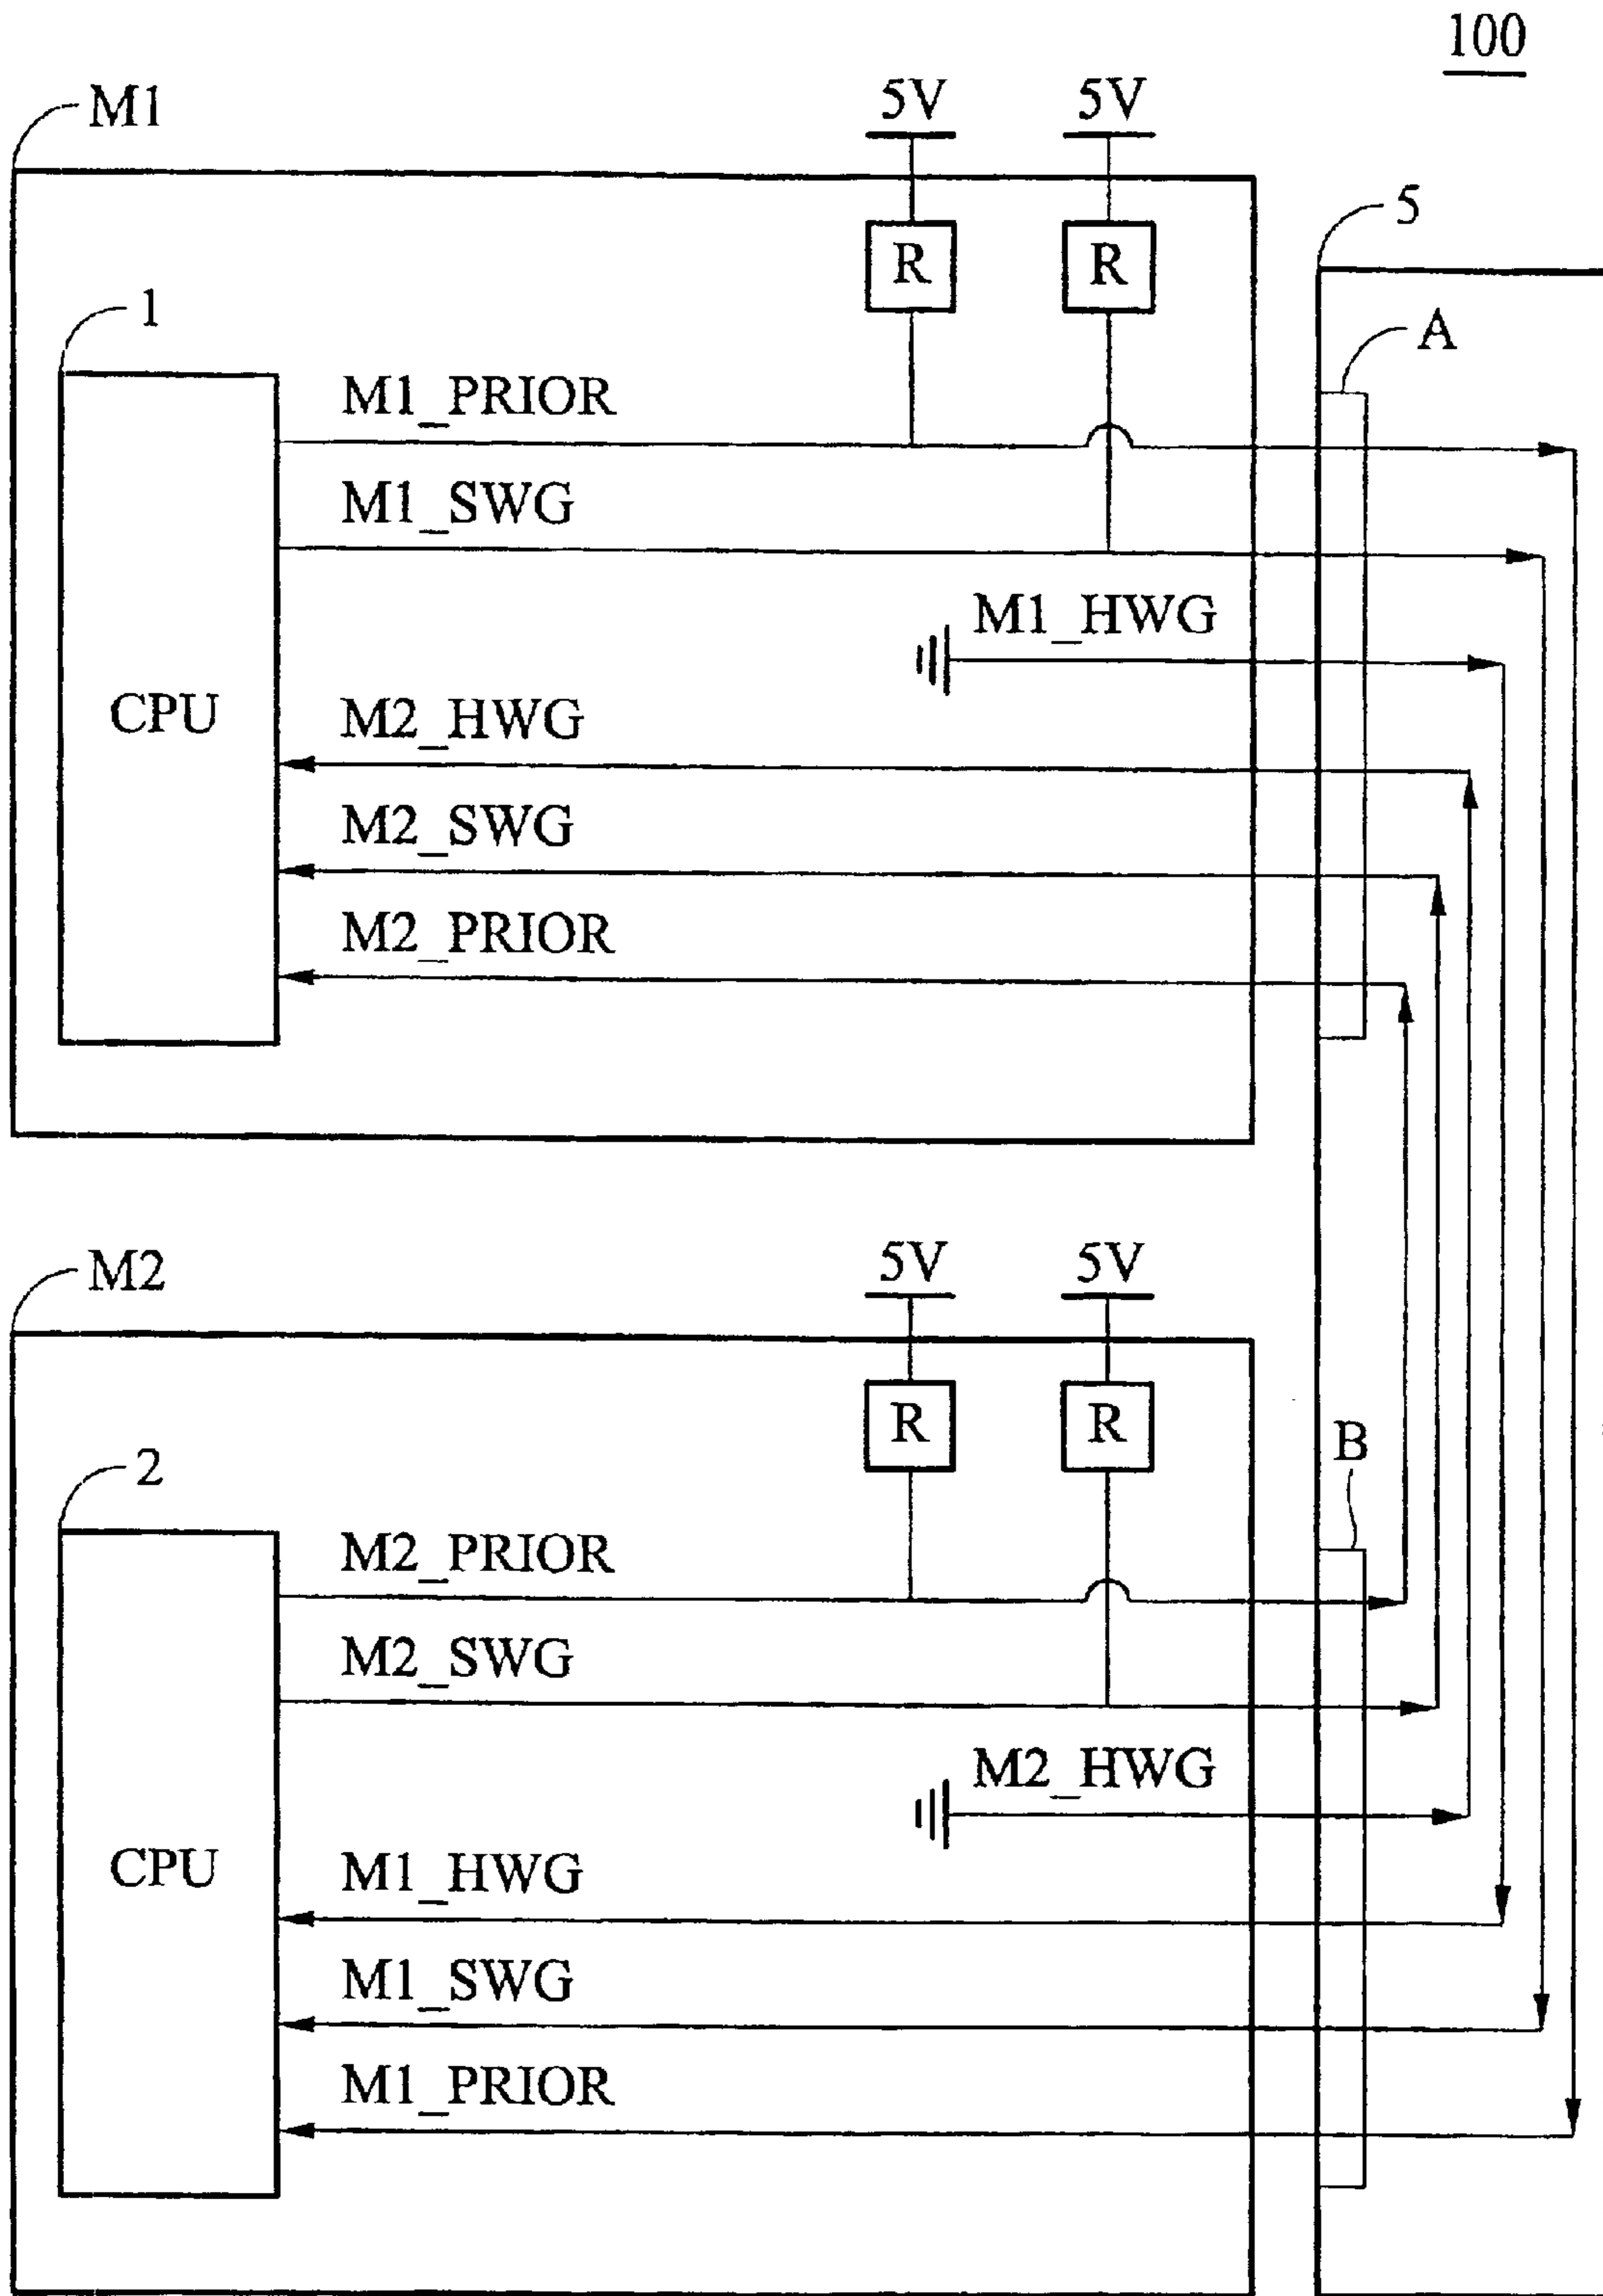 100
M1
5V 5V
5
R R
A
1
M1_PRIOR
M1_SWG
M1_HWG
CPU
M2_HWG
M2_SWG
M2_PRIOR
M2
5V 5V
R R
B
2
M2_PRIOR
M2_SWG
M2_HWG
CPU
M1_HWG
M1_SWG
M1_PRIOR